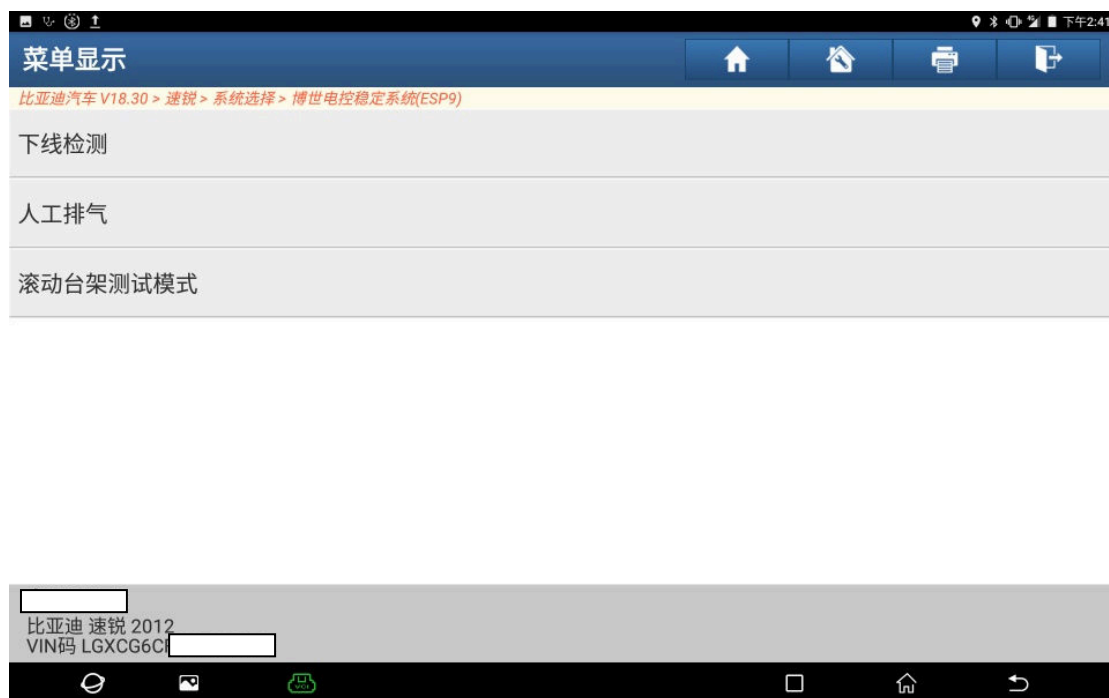 下午2:41
菜单显示
比亚迪汽车 V18.30 > 速锐 > 系统选择 > 博世电控稳定系统(ESP9)
下线检测
人工排气
滚动台架测试模式
比亚迪 速锐 2012
VIN码 LGXCG6C
VCI